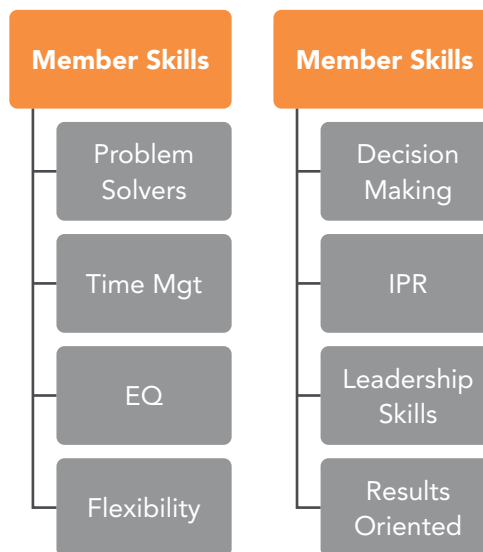 Member Skills
Problem
Solvers
Time Mgt
EQ
Flexibility
Member Skills
Decision
Making
IPR
Leadership
Skills
Results
Oriented